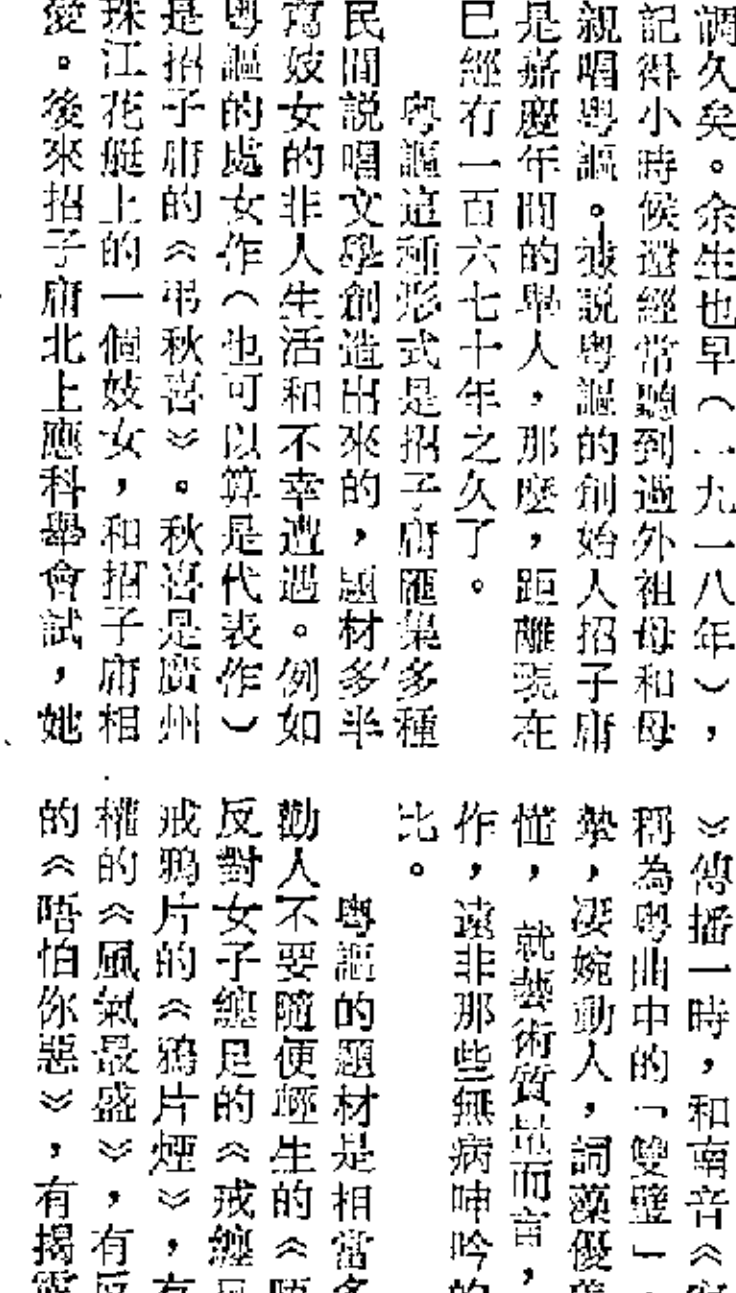 調久矣。余生也早（一九一八年），
記得小時候還經常聽到過外祖母和母
親唱粵謳。據説粵謳的創始人招子庸
是嘉慶年間的舉人，那麼，距離現在
已經有一百六七十年之久了。
粵謳這種形式是招子庸匯集多種
民間説唱文學創造出來的，題材多半
寫妓女的非人生活和不幸遭遇。例如
粵謳的處女作（也可以算是代表作）
是招子庸的《弔秋喜》。秋喜是廣州
珠江花艇上的一個妓女，和招子庸相
愛。後來招子庸北上應科舉會試，她
》傳播一時，和南音《客
稱為粵曲中的「雙璧」，
摯，凄婉動人，詞藻優
懂，就藝術質量而言，
作，遠非那些無病呻吟的
比。
粵謳的題材是相當多
勸人不要隨便輕生的《唔
反對女子纏足的《戒纏足
戒鴉片的《鴉片煙》，有
權的《風氣最盛》，有反
的《唔怕你惡》，有揭露